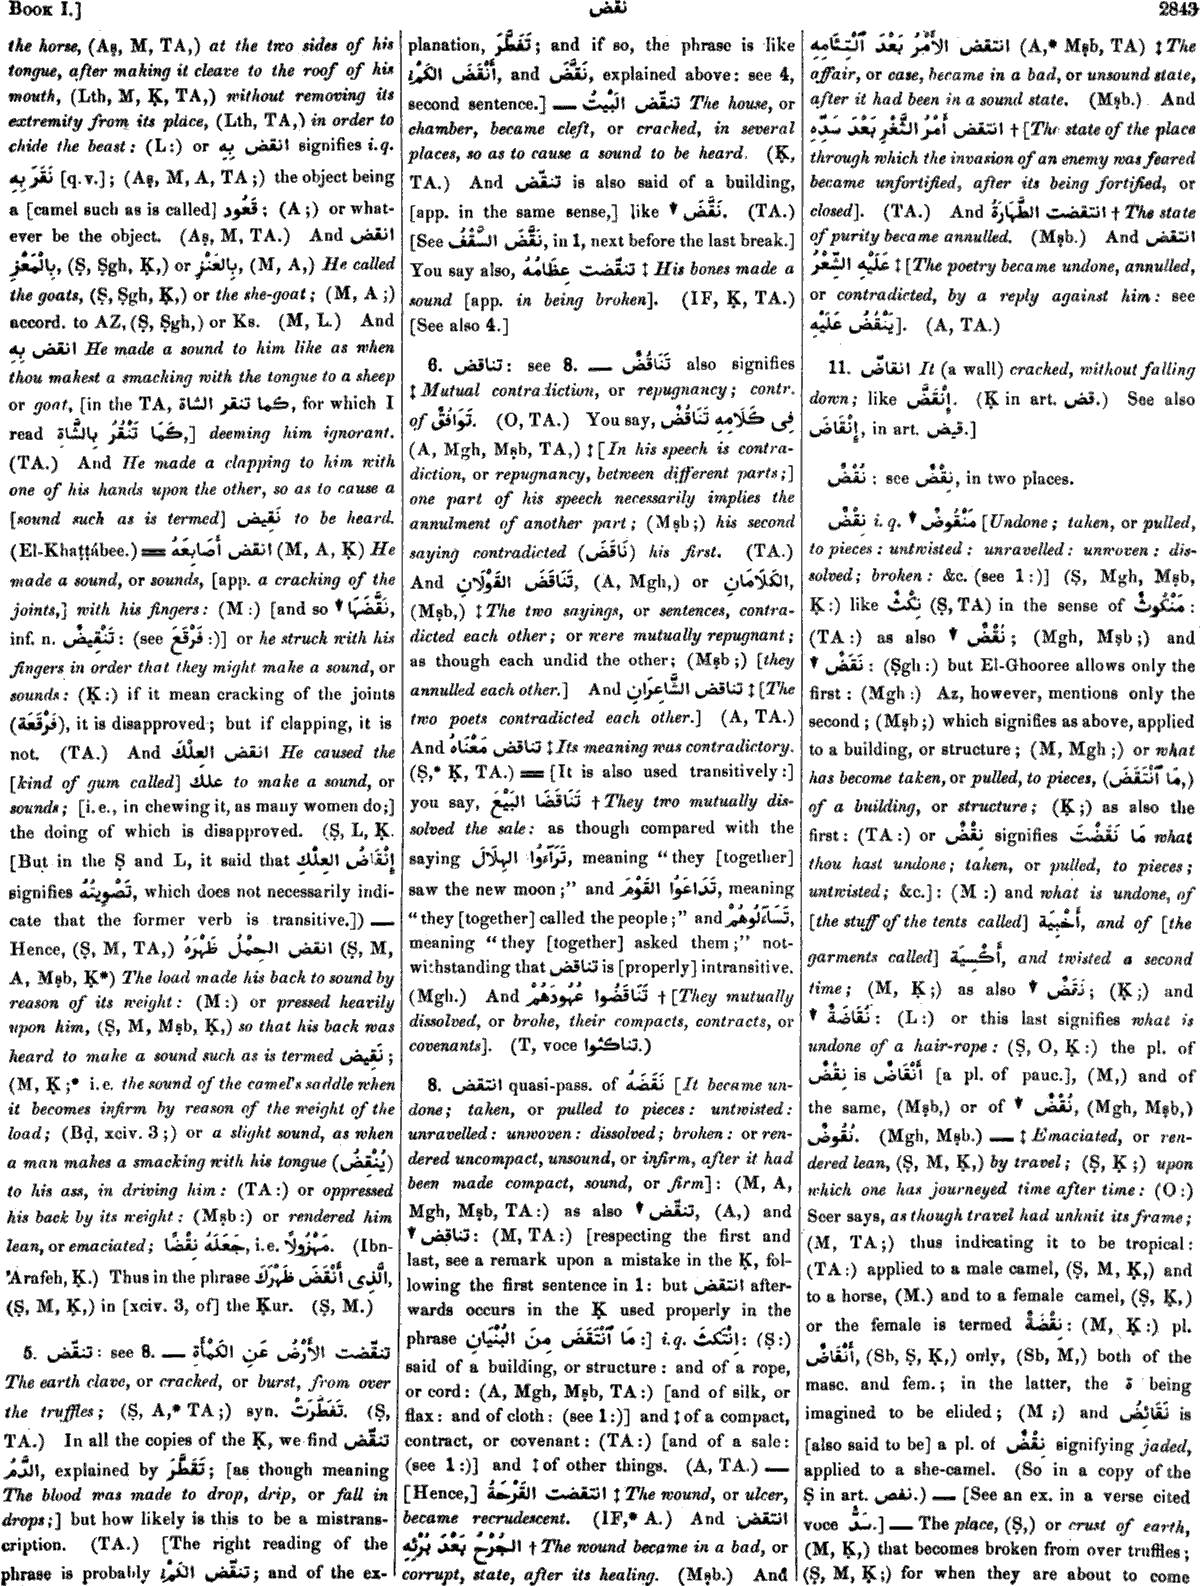 Book I.]
نقض
2843
the horse, (Aṣ, M, TA,) at the two sides of his
tongue, after making it cleave to the roof of his
mouth, (Lth, M, Ḳ, TA,) without removing its
extremity from its place, (Lth, TA,) in order to
chide the beast: (L:) or انقض بِهِ signifies i.q.
نَقَرَ بِهِ [q.v.]; (Aṣ, M, A, TA;) the object being
a [camel such as is called] قَعُود; (A;) or what-
ever be the object. (Aṣ, M, TA.) And انقض
بِالْمَعْزِ, (Ṣ, Ṣgh, Ḳ,) or بِالْعَنْزِ, (M, A,) He called
the goats, (Ṣ, Ṣgh, Ḳ,) or the she-goat; (M, A;)
accord. to AZ, (Ṣ, Ṣgh,) or Ks. (M, L.) And
انقض بِهِ He made a sound to him like as when
thou makest a smacking with the tongue to a sheep
or goat, [in the TA, كما تنقر الشاة, for which I
read كَمَا تَنْقُرُ بِالشَّاةِ,] deeming him ignorant.
(TA.) And He made a clapping to him with
one of his hands upon the other, so as to cause a
[sound such as is termed] نَقِيض to be heard.
(El-Khaṭṭábee.) ══ انقض أَصَابِعَهُ (M, A, Ḳ) He
made a sound, or sounds, [app. a cracking of the
joints,] with his fingers: (M:) [and so ▼ نَقَّضَهَا,
inf. n. تَنْقِيضٌ: (see فَرْقَعَ:)] or he struck with his
fingers in order that they might make a sound, or
sounds: (Ḳ:) if it mean cracking of the joints
(فَرْقَعَة), it is disapproved; but if clapping, it is
not. (TA.) And انقض العِلْكَ He caused the
[kind of gum called] علك to make a sound, or
sounds; [i.e., in chewing it, as many women do;]
the doing of which is disapproved. (Ṣ, L, Ḳ.
[But in the Ṣ and L, it said that إِنْقَاضُ العِلْكِ
signifies تَصْوِيتُهُ, which does not necessarily indi-
cate that the former verb is transitive.]) —
Hence, (Ṣ, M, TA,) انقض الحِمْلُ ظَهْرَهُ (Ṣ, M,
A, Mṣb, Ḳ*) The load made his back to sound by
reason of its weight: (M:) or pressed heavily
upon him, (Ṣ, M, Mṣb, Ḳ,) so that his back was
heard to make a sound such as is termed نَقِيض;
(M, Ḳ;* i.e. the sound of the camel's saddle when
it becomes infirm by reason of the weight of the
load; (Bḍ, xciv. 3;) or a slight sound, as when
a man makes a smacking with his tongue (يُنْقِضُ)
to his ass, in driving him: (TA:) or oppressed
his back by its weight: (Mṣb:) or rendered him
lean, or emaciated; جَعَلَهُ نِقْضًا, i.e. مَهْزُولًا. (Ibn-
'Arafeh, Ḳ.) Thus in the phrase الَّذِى أَنْقَضَ ظَهْرَكَ,
(Ṣ, M, Ḳ,) in [xciv. 3, of] the Ḳur. (Ṣ, M.)
5. تنقّض: see 8. — تنقّضت الأَرْضُ عَنِ الكَمْأَةِ
The earth clave, or cracked, or burst, from over
the truffles; (Ṣ, A,* TA;) syn. تَفَطَّرَتْ. (Ṣ,
TA.) In all the copies of the Ḳ, we find تنقّض
الدَّمُ, explained by تَقَطَّرَ; [as though meaning
The blood was made to drop, drip, or fall in
drops;] but how likely is this to be a mistrans-
cription. (TA.) [The right reading of the
phrase is probably تنقّض الكَمْءُ; and of the ex-
planation, تَفَطَّرَ; and if so, the phrase is like
أَنْقَضَ الكَمْءُ, and نَقَّضَ, explained above: see 4,
second sentence.] — تنقّض البَيْتُ The house, or
chamber, became cleft, or cracked, in several
places, so as to cause a sound to be heard. (Ḳ,
TA.) And تنقّض is also said of a building,
[app. in the same sense,] like ▼ نَقَّضَ. (TA.)
[See نَقَّضَ السَّقْفُ, in 1, next before the last break.]
You say also, تنقّضت عِظَامُهُ ‡ His bones made a
sound [app. in being broken]. (IF, Ḳ, TA.)
[See also 4.]
6. تناقض: see 8. — تَنَاقُضٌ also signifies
‡ Mutual contradiction, or repugnancy; contr.
of تَوَافُقٌ. (O, TA.) You say, فِى كَلَامِهِ تَنَاقُضٌ
(A, Mgh, Mṣb, TA,) ‡ [In his speech is contra-
diction, or repugnancy, between different parts;]
one part of his speech necessarily implies the
annulment of another part; (Mṣb;) his second
saying contradicted (نَاقَضَ) his first. (TA.)
And تَنَاقَضَ القَوْلَانِ, (A, Mgh,) or الكَلَامَانِ,
(Mṣb,) ‡ The two sayings, or sentences, contra-
dicted each other; or were mutually repugnant;
as though each undid the other; (Mṣb;) [they
annulled each other.] And تناقض الشَّاعِرَانِ ‡ [The
two poets contradicted each other.] (A, TA.)
And تناقض مَعْنَاهُ ‡ Its meaning was contradictory.
(Ṣ,* Ḳ, TA.) ══ [It is also used transitively:]
you say, تَنَاقَضَا البَيْعَ † They two mutually dis-
solved the sale: as though compared with the
saying تَرَآءَوُا الهِلَالَ, meaning "they [together]
saw the new moon;" and تَدَاعَوُا القَوْمَ, meaning
"they [together] called the people;" and تَسَآءَلُوهُمْ,
meaning "they [together] asked them;" not-
withstanding that تناقض is [properly] intransitive.
(Mgh.) And تَنَاقَضُوا عُهُودَهُمْ † [They mutually
dissolved, or broke, their compacts, contracts, or
covenants]. (T, voce تناكثوا.)
8. انتقض quasi-pass. of نَقَضَهُ [It became un-
done; taken, or pulled to pieces: untwisted:
unravelled: unwoven: dissolved; broken: or ren-
dered uncompact, unsound, or infirm, after it had
been made compact, sound, or firm]: (M, A,
Mgh, Mṣb, TA:) as also ▼ تنقّض, (A,) and
▼ تناقض: (M, TA:) [respecting the first and
last, see a remark upon a mistake in the Ḳ, fol-
lowing the first sentence in 1: but انتقض after-
wards occurs in the Ḳ used properly in the
phrase مَا ٱنْتَقَضَ مِنَ البُنْيَانِ:] i.q. اِنْتَكَثَ: (Ṣ:)
said of a building, or structure: and of a rope,
or cord: (A, Mgh, Mṣb, TA:) [and of silk, or
flax: and of cloth: (see 1:)] and ‡ of a compact,
contract, or covenant: (TA:) [and of a sale:
(see 1:)] and ‡ of other things. (A, TA.) —
[Hence,] انتقضت القَرْحَةُ ‡ The wound, or ulcer,
became recrudescent. (IF,* A.) And انتقض
الجُرْحُ بَعْدَ بُرْئِهِ † The wound became in a bad, or
corrupt, state, after its healing. (Mṣb.) And
انتقض الأَمْرُ بَعْدَ ٱلْتِئَامِهِ (A,* Mṣb, TA) ‡ The
affair, or case, became in a bad, or unsound state,
after it had been in a sound state. (Mṣb.) And
انتقض أَمْرُ الثَّغْرِ بَعْدَ سَدِّهِ † [The state of the place
through which the invasion of an enemy was feared
became unfortified, after its being fortified, or
closed]. (TA.) And انتقضت الطَّهَارَةُ † The state
of purity became annulled. (Mṣb.) And انتقض
عَلَيْهِ الشِّعْرُ ‡ [The poetry became undone, annulled,
or contradicted, by a reply against him: see
يَنْقُضُ عَلَيْهِ]. (A, TA.)
11. انقاضّ It (a wall) cracked, without falling
down; like إِنْقَضَّ. (Ḳ in art. قض.) See also
إِنْقَاضَ, in art. قيض.]
نُقْضٌ: see نِقْضٌ, in two places.
نِقْضٌ i.q. ▼ مَنْقُوضٌ [Undone; taken, or pulled,
to pieces: untwisted: unravelled: unwoven: dis-
solved; broken: &c. (see 1:)] (Ṣ, Mgh, Mṣb,
Ḳ:) like نِكْثٌ (Ṣ, TA) in the sense of مَنْكُوثٌ:
(TA:) as also ▼ نُقْضٌ; (Mgh, Mṣb;) and
▼ نَقَضٌ: (Ṣgh:) but El-Ghooree allows only the
first: (Mgh:) Az, however, mentions only the
second; (Mṣb;) which signifies as above, applied
to a building, or structure; (M, Mgh;) or what
has become taken, or pulled, to pieces, (مَا ٱنْتَقَضَ,)
of a building, or structure; (Ḳ;) as also the
first: (TA:) or نِقْضٌ signifies مَا نَقَضْتَ what
thou hast undone; taken, or pulled, to pieces;
untwisted; &c.]: (M:) and what is undone, of
[the stuff of the tents called] أَخْبِيَة, and of [the
garments called] أَكْسِيَة, and twisted a second
time; (M, Ḳ;) as also ▼ نَقَضٌ; (Ḳ;) and
▼ نُقَاضَةٌ: (L:) or this last signifies what is
undone of a hair-rope: (Ṣ, O, Ḳ:) the pl. of
نِقْضٌ is أَنْقَاضٌ [a pl. of pauc.], (M,) and of
the same, (Mṣb,) or of ▼ نُقْضٌ, (Mgh, Mṣb,)
نُقُوضٌ. (Mgh, Mṣb.) — ‡ Emaciated, or ren-
dered lean, (Ṣ, M, Ḳ,) by travel; (Ṣ, Ḳ;) upon
which one has journeyed time after time: (O:)
Seer says, as though travel had unknit its frame;
(M, TA;) thus indicating it to be tropical:
(TA:) applied to a male camel, (Ṣ, M, Ḳ,) and
to a horse, (M.) and to a female camel, (Ṣ, Ḳ,)
or the female is termed نِقْضَةٌ: (M, Ḳ:) pl.
أَنْقَاضٌ, (Sb, Ṣ, Ḳ,) only, (Sb, M,) both of the
masc. and fem.; in the latter, the ة being
imagined to be elided; (M;) and نَقَائِضُ is
[also said to be] a pl. of نِقْضٌ signifying jaded,
applied to a she-camel. (So in a copy of the
Ṣ in art. نفص.) — [See an ex. in a verse cited
voce سَدٌّ.] — The place, (Ṣ,) or crust of earth,
(M, Ḳ,) that becomes broken from over truffles;
(Ṣ, M, Ḳ;) for when they are about to come